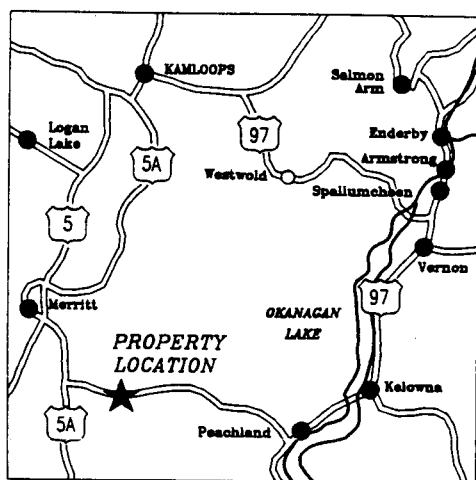 KAMLOOPS
Salmon
Arm
Logan
Lake
Enderby
97
Armstrong
5A
Westwold
Spallumcheen
5
Vernon
Merritt
OKANAGAN
LAKE
97
PROPERTY
LOCATION
Kelowna
5A
Peachland